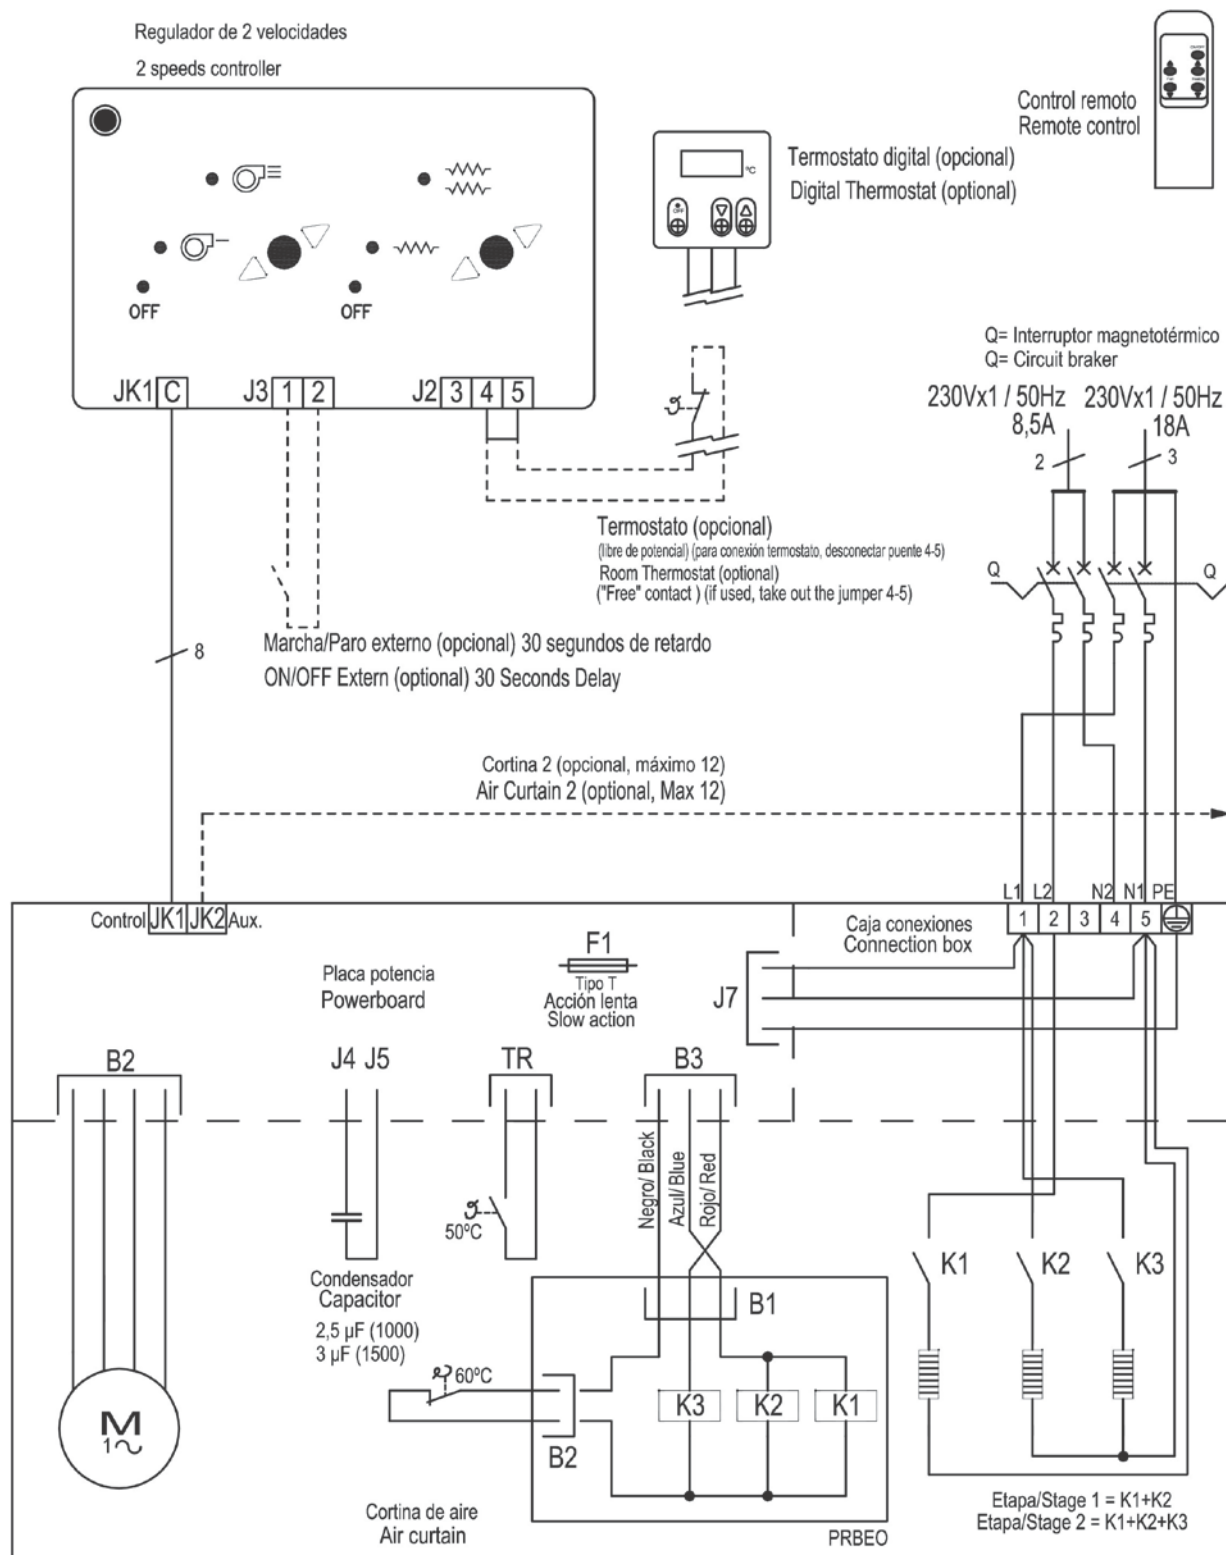 Regulador de 2 velocidades
2 speeds controller
Control remoto
Remote control
Termostato digital (opcional)
Digital Thermostat (optional)
ºC
OFF
OFF
OFF
JK1 C
J3 1 2
J2 3 4 5
Q= Interruptor magnetotérmico
Q= Circuit braker
230Vx1 / 50Hz 230Vx1 / 50Hz
8,5A 18A
2 3
Q Q
Termostato (opcional)
(libre de potencial) (para conexión termostato, desconectar puente 4-5)
Room Thermostat (optional)
("Free" contact ) (if used, take out the jumper 4-5)
8
Marcha/Paro externo (opcional) 30 segundos de retardo
ON/OFF Extern (optional) 30 Seconds Delay
Cortina 2 (opcional, máximo 12)
Air Curtain 2 (optional, Max 12)
L1 L2 N2 N1 PE
Control JK1 JK2 Aux.
Caja conexiones
Connection box
1 2 3 4 5
Placa potencia
Powerboard
F1
Tipo T
Acción lenta
Slow action
J7
B2
J4 J5
TR
B3
Negro/ Black
Azul/ Blue
Rojo/ Red
50ºC
Condensador
Capacitor
2,5 µF (1000)
3 µF (1500)
K1 K2 K3
B1
60ºC
K3 K2 K1
B2
M
1
Cortina de aire
Air curtain
PRBEO
Etapa/Stage 1 = K1+K2
Etapa/Stage 2 = K1+K2+K3